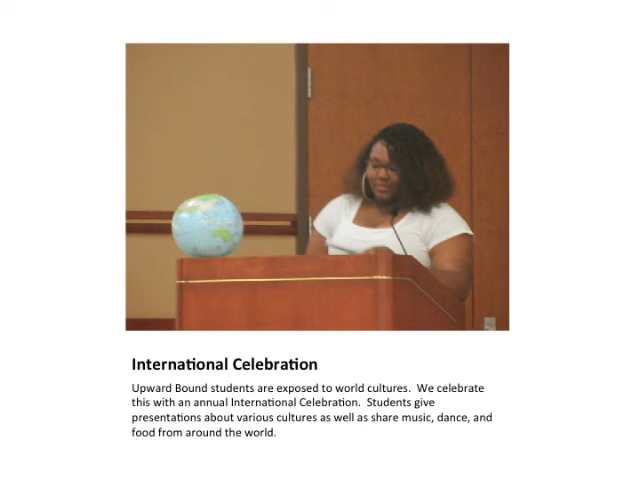 International Celebration
Upward Bound students are exposed to world cultures.  We celebrate
this with an annual International Celebration.  Students give
presentations about various cultures as well as share music, dance, and
food from around the world.